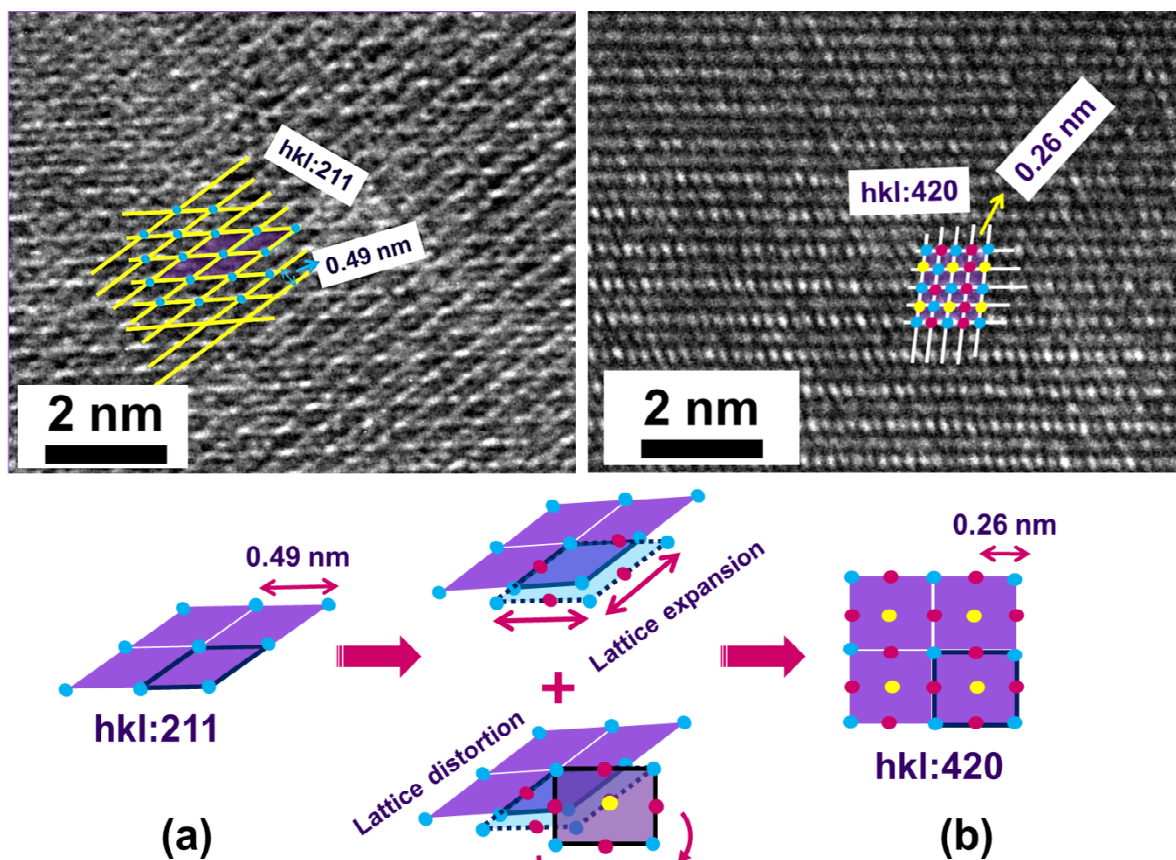 hkl:211
0.49 nm
2 nm
hkl:420
0.26 nm
2 nm
0.49 nm
hkl:211
Lattice expansion
+
Lattice distortion
0.26 nm
hkl:420
(a)
(b)